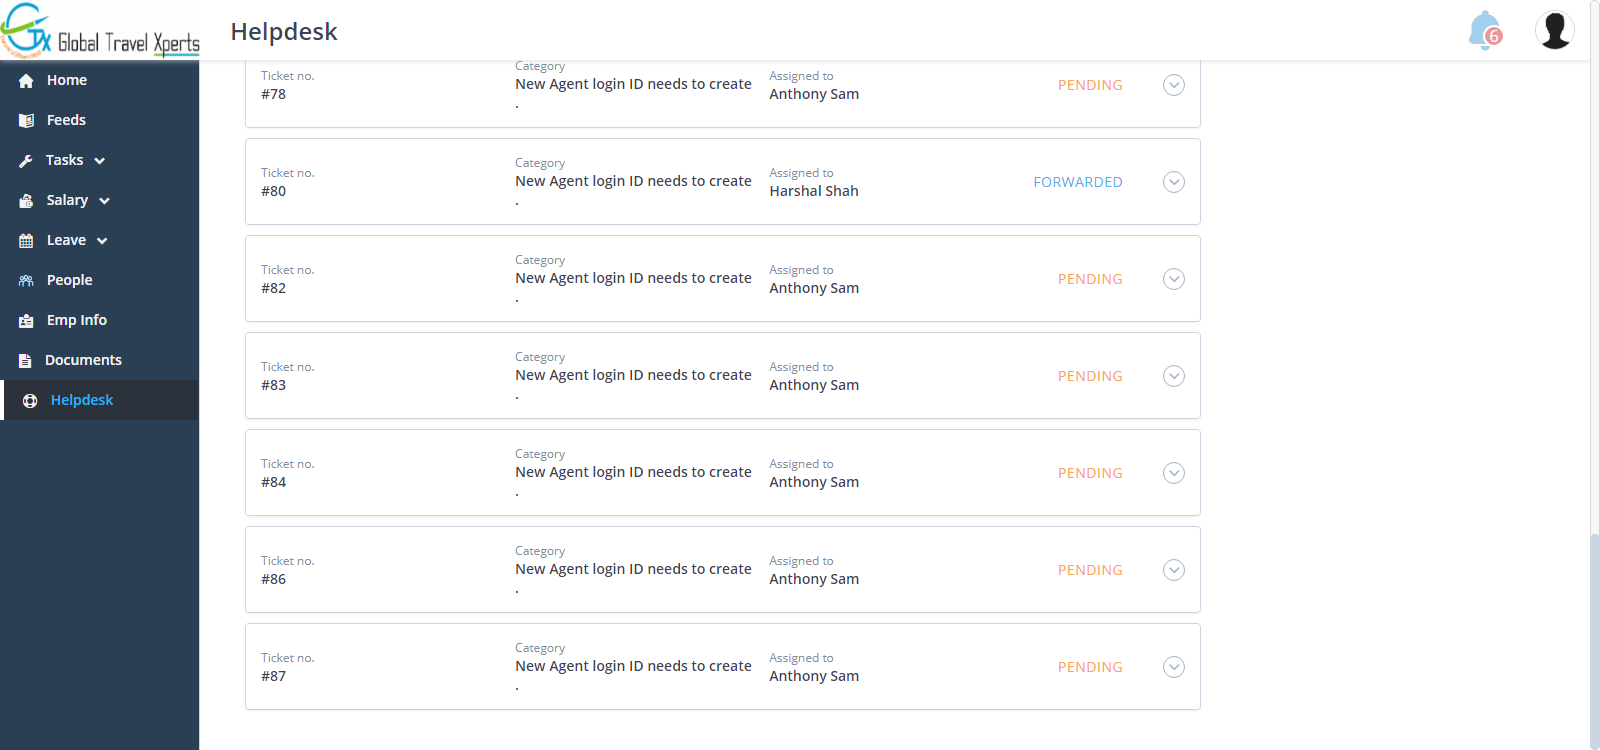 Global Travel Xperts
Helpdesk
6
Home
Feeds
Tasks
Salary
Leave
People
Emp Info
Documents
Helpdesk
Ticket no.
#78
Category
New Agent login ID needs to create
.
Assigned to
Anthony Sam
PENDING
Ticket no.
#80
Category
New Agent login ID needs to create
.
Assigned to
Harshal Shah
FORWARDED
Ticket no.
#82
Category
New Agent login ID needs to create
.
Assigned to
Anthony Sam
PENDING
Ticket no.
#83
Category
New Agent login ID needs to create
.
Assigned to
Anthony Sam
PENDING
Ticket no.
#84
Category
New Agent login ID needs to create
.
Assigned to
Anthony Sam
PENDING
Ticket no.
#86
Category
New Agent login ID needs to create
.
Assigned to
Anthony Sam
PENDING
Ticket no.
#87
Category
New Agent login ID needs to create
.
Assigned to
Anthony Sam
PENDING